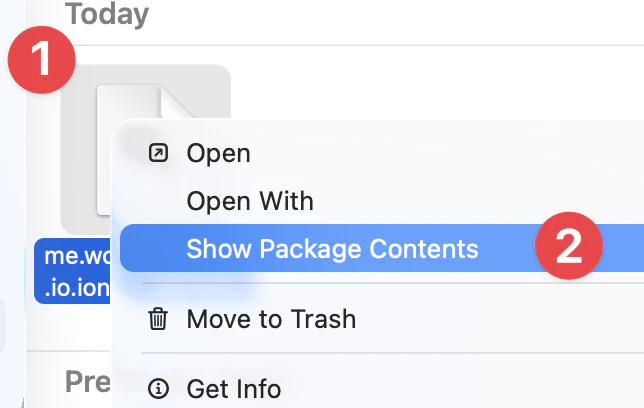 Today
1
Open
Open With
Show Package Contents
2
me.wo
.io.ion
Move to Trash
Pre
Get Info